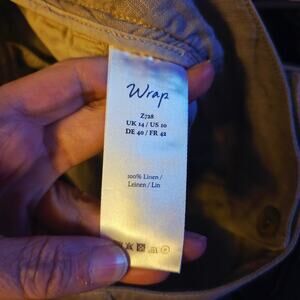 Wrap
Z728
UK 14 / US 10
DE 40 / FR 42
100% Linen /
Leinen / Lin